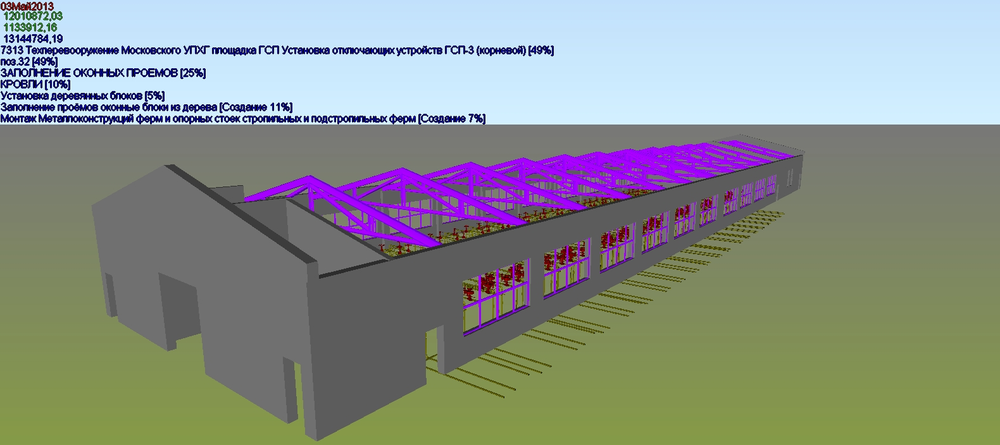 03Май2013
12010872,03
1133912,16
13144784,19
7313 Техперевооружение Московского УПХГ площадка ГСП Установка отключающих устройств ГСП-3 (корневой) [49%]
поз.32 [49%]
ЗАПОЛНЕНИЕ ОКОННЫХ ПРОЕМОВ [25%]
КРОВЛИ [10%]
Установка деревянных блоков [5%]
Заполнение проёмов оконные блоки из дерева [Создание 11%]
Монтаж Металлоконструкций ферм и опорных стоек стропильных и подстропильных ферм [Создание 7%]